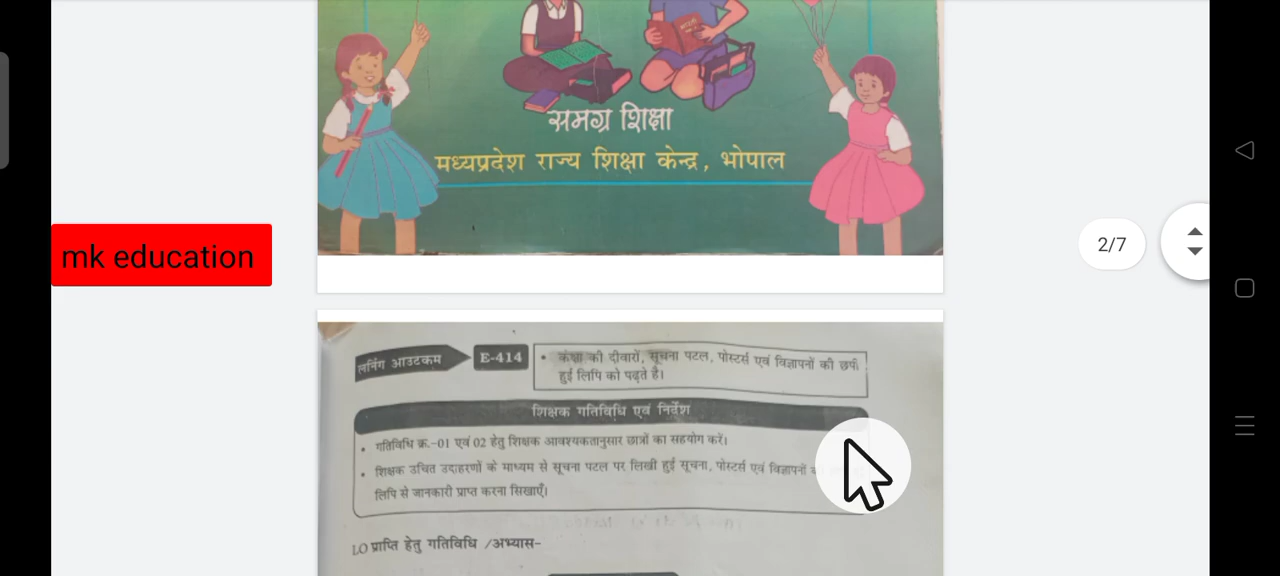 समग्र शिक्षा
मध्यप्रदेश राज्य शिक्षा केन्द्र, भोपाल
mk education
2/7
लर्निंग आउटकम
E-414
• कक्षा की दीवारों, सूचना पटल, पोस्टर्स एवं विज्ञापनों की छपी
हुई लिपि को पढ़ते है।
शिक्षक गतिविधि एवं निर्देश
• गतिविधि क्र.-01 एवं 02 हेतु शिक्षक आवश्यकतानुसार छात्रों का सहयोग करें।
• शिक्षक उचित उदाहरणों के माध्यम से सूचना पटल पर लिखी हुई सूचना, पोस्टर्स एवं विज्ञापनों
लिपि से जानकारी प्राप्त करना सिखाएँ।
LO प्राप्ति हेतु गतिविधि /अभ्यास-